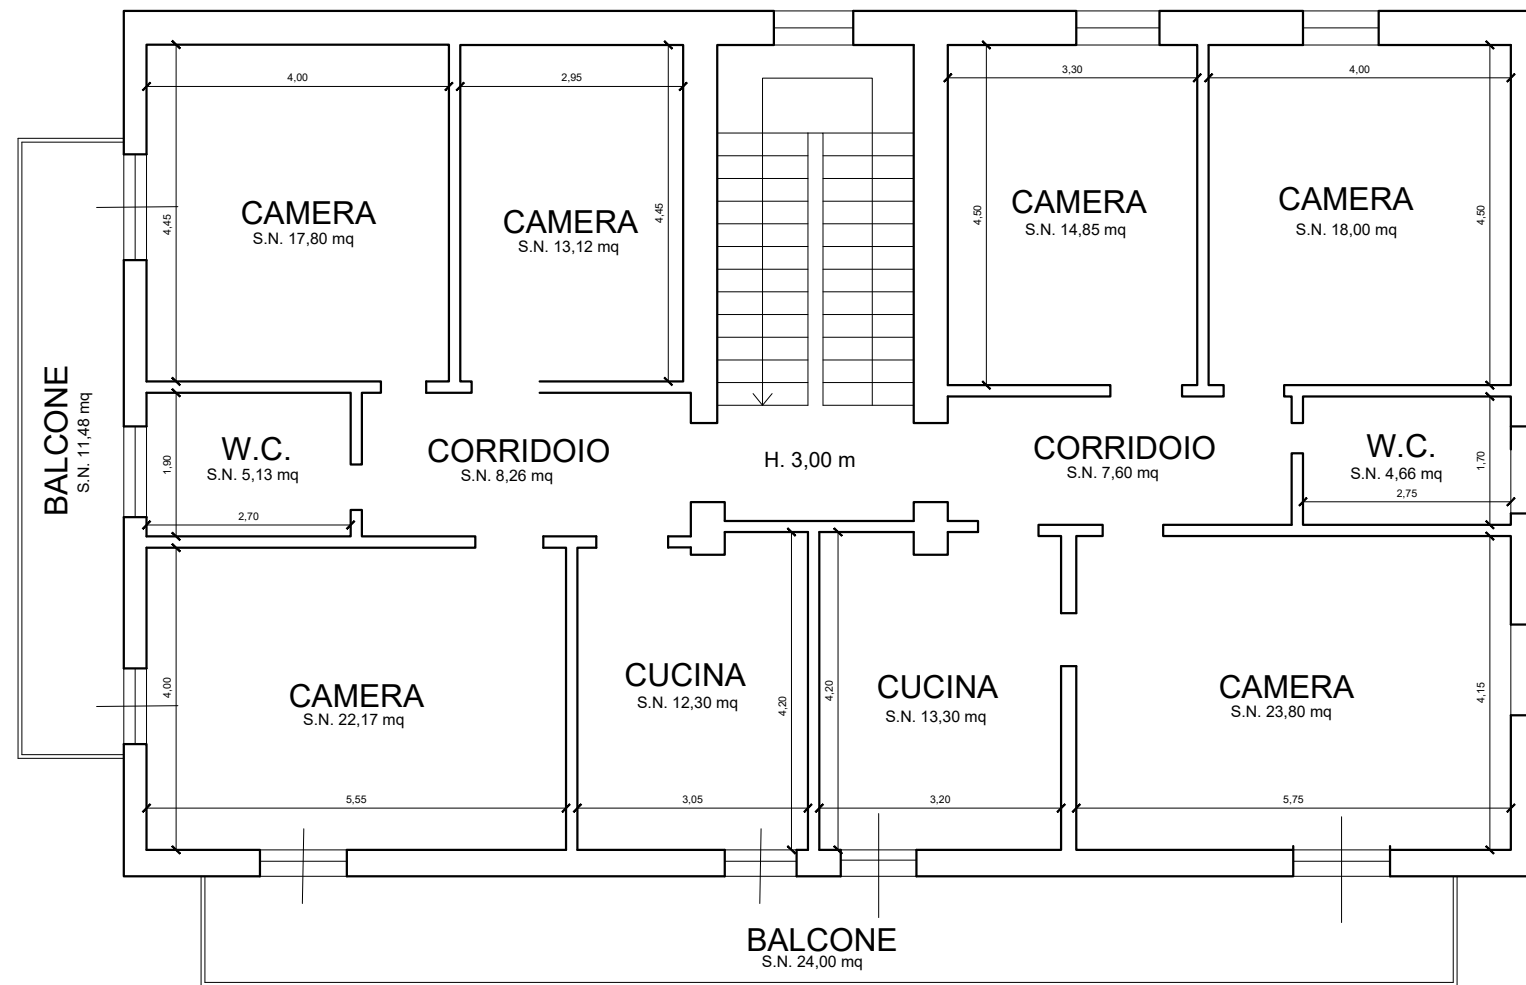 4,00
2,95
3,30
4,00
CAMERA
S.N. 17,80 mq
4,45
CAMERA
S.N. 13,12 mq
4,45
CAMERA
S.N. 14,85 mq
4,50
CAMERA
S.N. 18,00 mq
4,50
BALCONE
S.N. 11,48 mq
W.C.
S.N. 5,13 mq
1,90
2,70
CORRIDOIO
S.N. 8,26 mq
H. 3,00 m
CORRIDOIO
S.N. 7,60 mq
W.C.
S.N. 4,66 mq
1,70
2,75
CAMERA
S.N. 22,17 mq
4,00
5,55
CUCINA
S.N. 12,30 mq
4,20
3,05
CUCINA
S.N. 13,30 mq
4,20
3,20
CAMERA
S.N. 23,80 mq
4,15
5,75
BALCONE
S.N. 24,00 mq